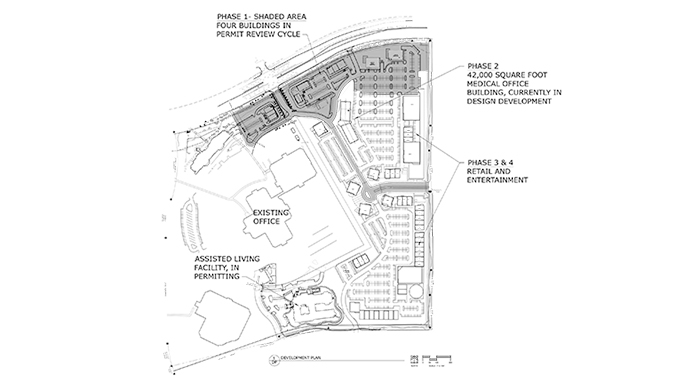 PHASE 1- SHADED AREA
FOUR BUILDINGS IN
PERMIT REVIEW CYCLE
PHASE 2
42,000 SQUARE FOOT
MEDICAL OFFICE
BUILDING, CURRENTLY IN
DESIGN DEVELOPMENT
PHASE 3 & 4
RETAIL AND
ENTERTAINMENT
EXISTING
OFFICE
ASSISTED LIVING
FACILITY, IN
PERMITTING
DEVELOPMENT PLAN